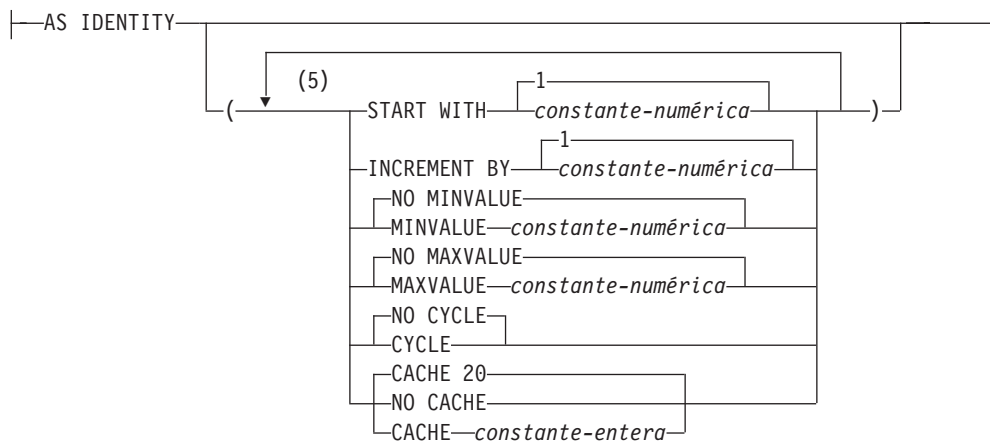 AS IDENTITY
(5)
1
( START WITH constante-numérica )
1
INCREMENT BY constante-numérica
NO MINVALUE
MINVALUE constante-numérica
NO MAXVALUE
MAXVALUE constante-numérica
NO CYCLE
CYCLE
CACHE 20
NO CACHE
CACHE constante-entera